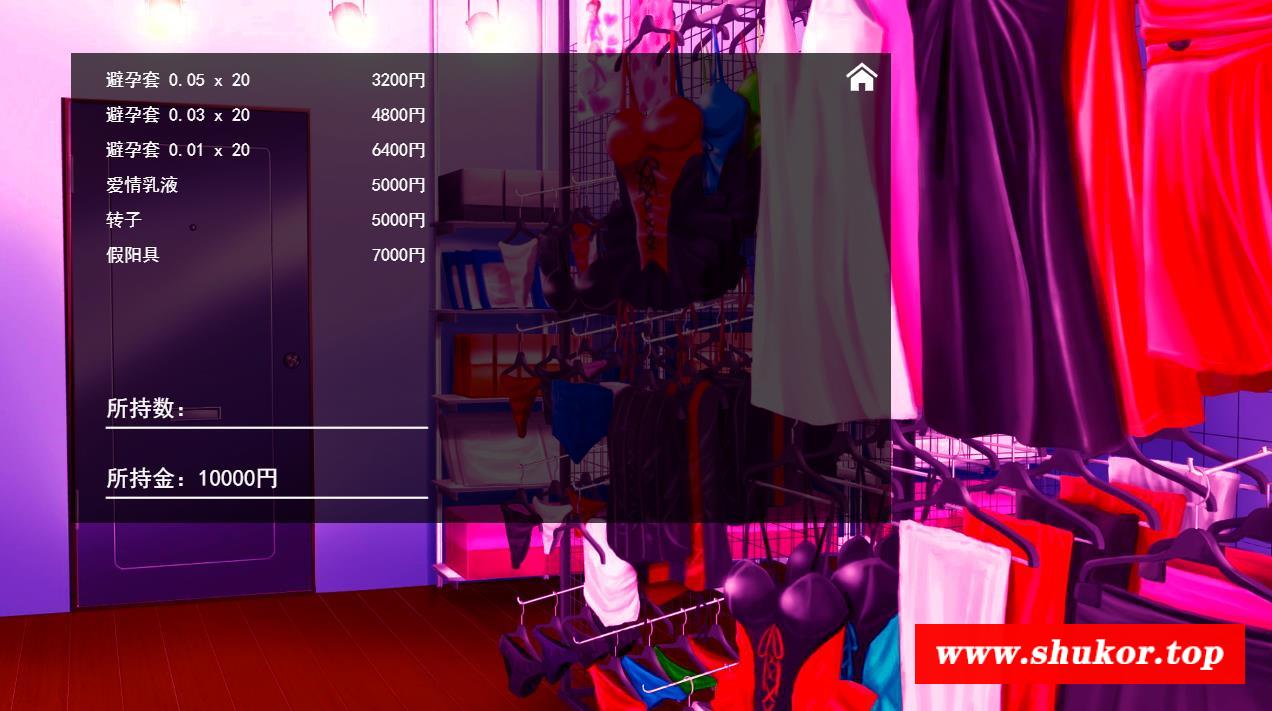 避孕套 0.05 x 20 3200円
避孕套 0.03 x 20 4800円
避孕套 0.01 x 20 6400円
爱情乳液 5000円
转子 5000円
假阳具 7000円
所持数:
所持金: 10000円
www.shukor.top